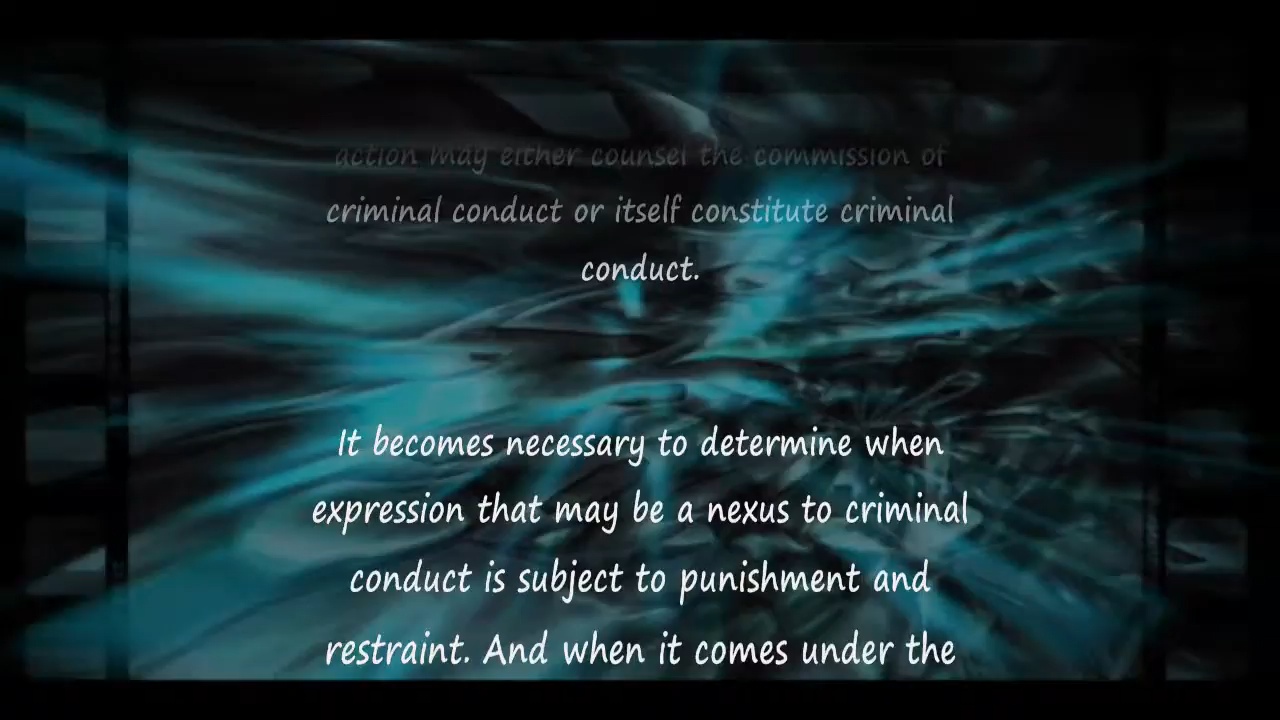 action may either counsel the commission of
criminal conduct or itself constitute criminal
conduct.
It becomes necessary to determine when
expression that may be a nexus to criminal
conduct is subject to punishment and
restraint. And when it comes under the